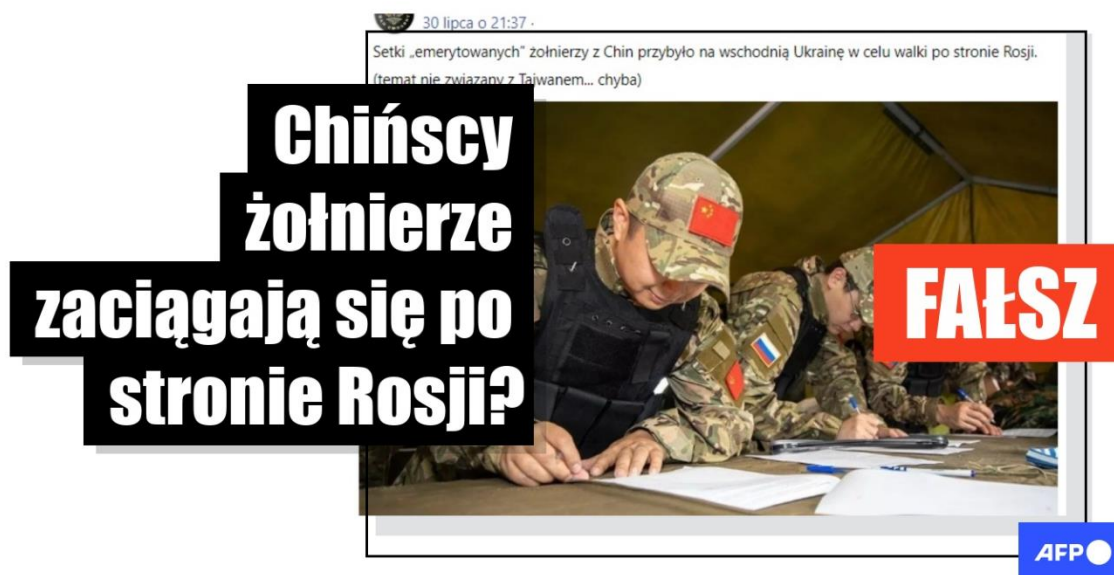 30 lipca o 21:37 ·
Setki „emerytowanych” żołnierzy z Chin przybyło na wschodnią Ukrainę w celu walki po stronie Rosji.
(temat nie związany z Tajwanem... chyba)
Chińscy
żołnierze
zaciągają się po
stronie Rosji?
FAŁSZ
AFP